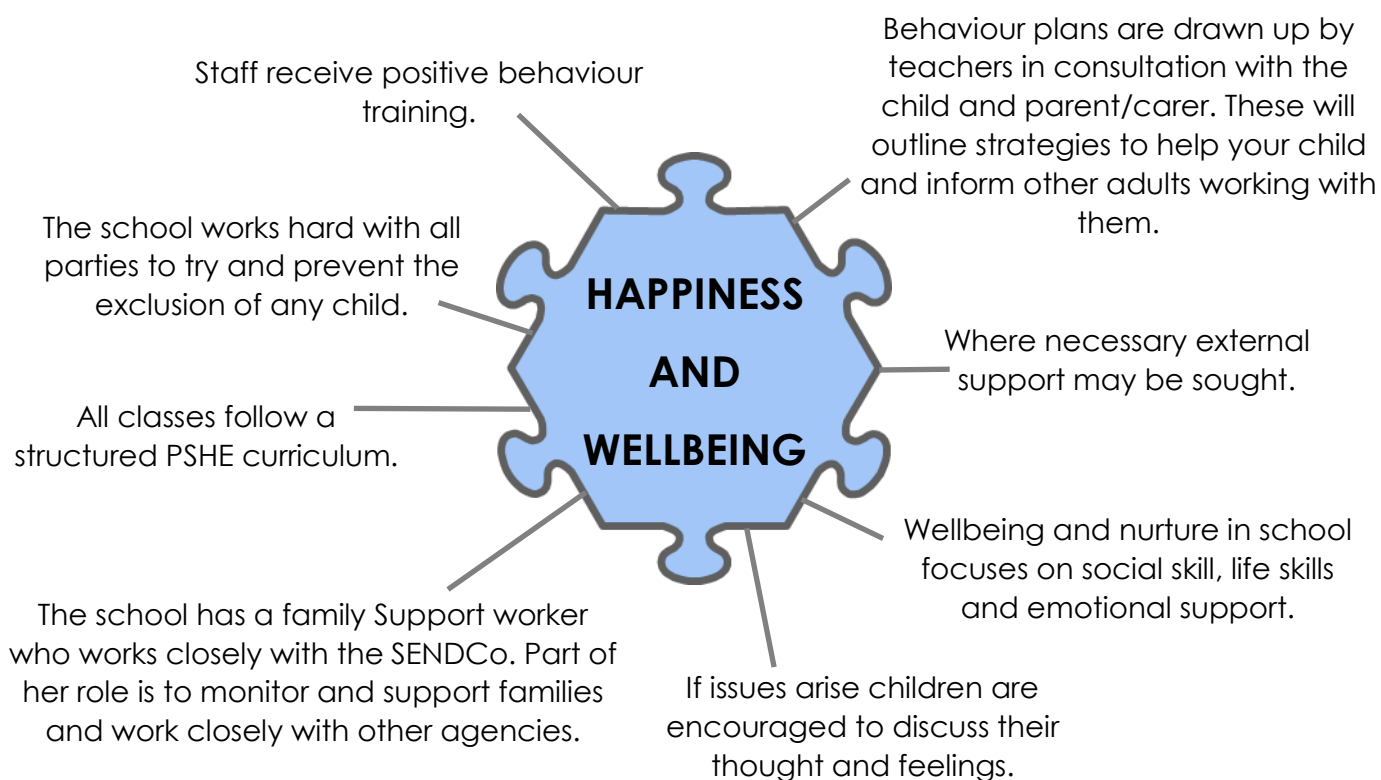 Staff receive positive behaviour
training.
Behaviour plans are drawn up by
teachers in consultation with the
child and parent/carer. These will
outline strategies to help your child
and inform other adults working with
them.
The school works hard with all
parties to try and prevent the
exclusion of any child.
HAPPINESS
AND
WELLBEING
Where necessary external
support may be sought.
All classes follow a
structured PSHE curriculum.
Wellbeing and nurture in school
focuses on social skill, life skills
and emotional support.
The school has a family Support worker
who works closely with the SENDCo. Part of
her role is to monitor and support families
and work closely with other agencies.
If issues arise children are
encouraged to discuss their
thought and feelings.